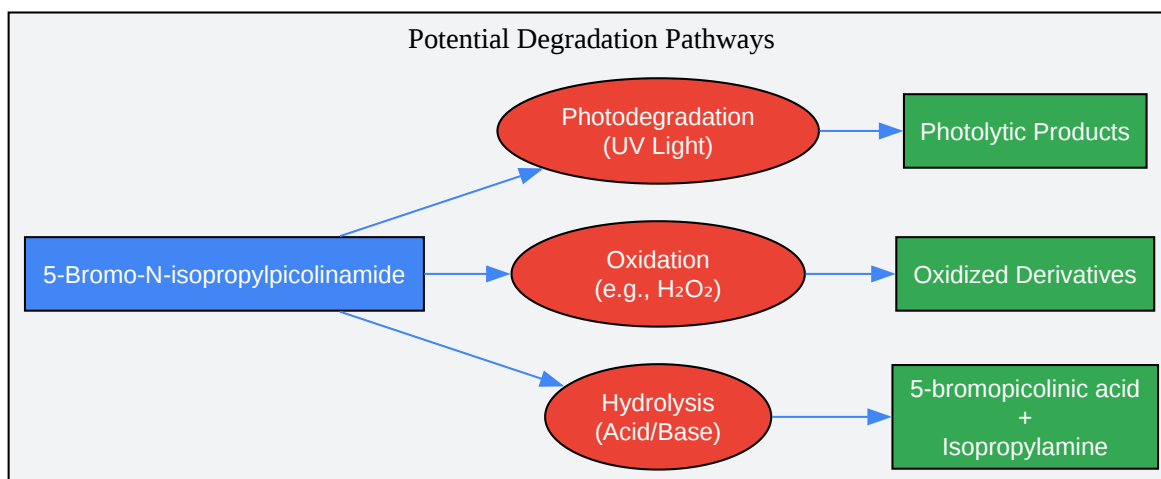 Potential Degradation Pathways
Photodegradation
(UV Light)
Photolytic Products
5-Bromo-N-isopropylpicolinamide
Oxidation
(e.g., H₂O₂)
Oxidized Derivatives
Hydrolysis
(Acid/Base)
5-bromopicolinic acid
+
Isopropylamine